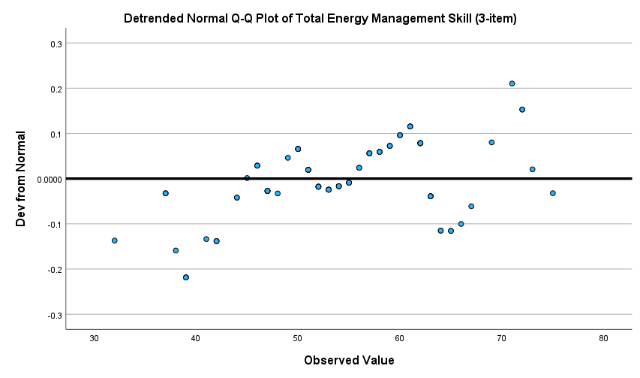 Detrended Normal Q-Q Plot of Total Energy Management Skill (3-item)
0.3
0.2
0.1
0.0000
-0.1
-0.2
-0.3
Dev from Normal
30 40 50 60 70 80
Observed Value